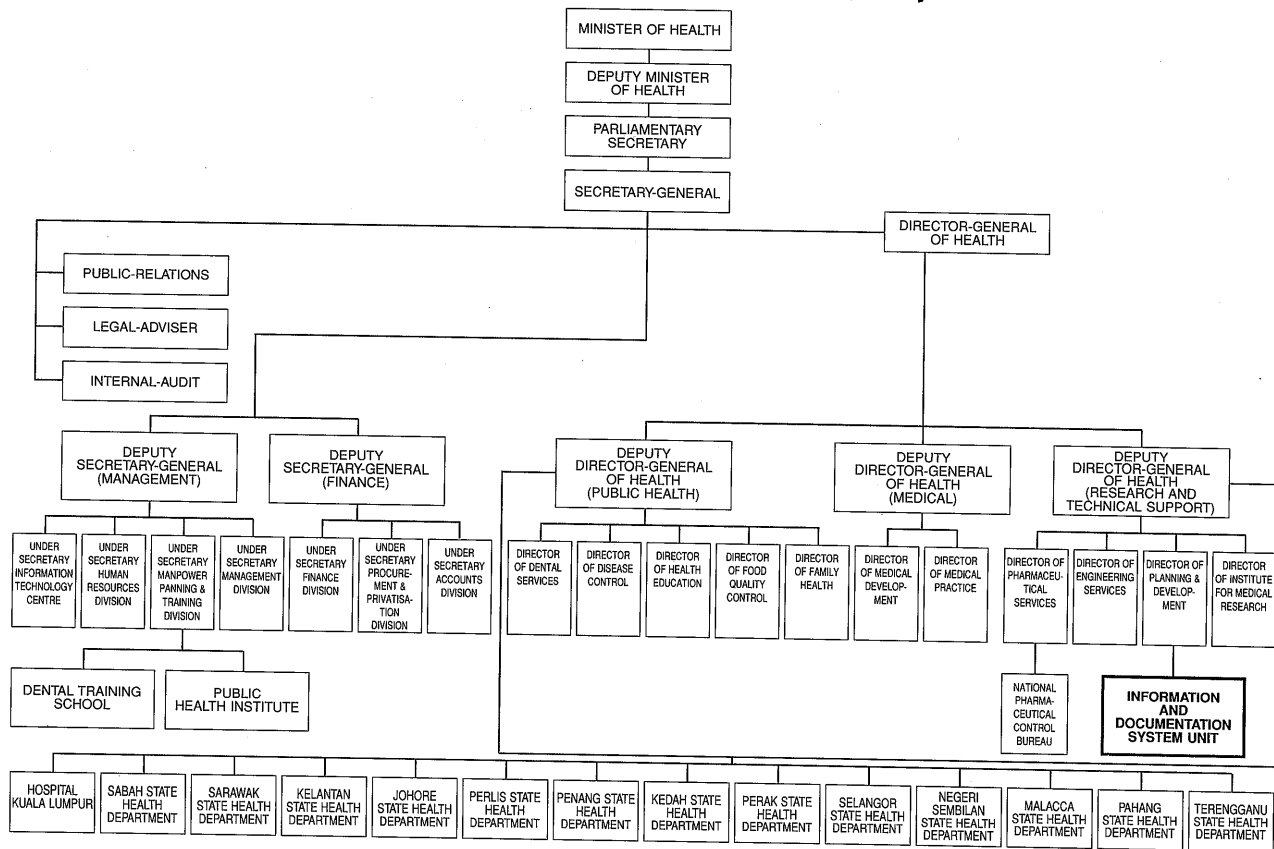 MINISTER OF HEALTH
DEPUTY MINISTER
OF HEALTH
PARLIAMENTARY
SECRETARY
SECRETARY-GENERAL
DIRECTOR-GENERAL
OF HEALTH
PUBLIC-RELATIONS
LEGAL-ADVISER
INTERNAL-AUDIT
DEPUTY
SECRETARY-GENERAL
(MANAGEMENT)
DEPUTY
SECRETARY-GENERAL
(FINANCE)
DEPUTY
DIRECTOR-GENERAL
OF HEALTH
(PUBLIC HEALTH)
DEPUTY
DIRECTOR-GENERAL
OF HEALTH
(MEDICAL)
DEPUTY
DIRECTOR-GENERAL
OF HEALTH
(RESEARCH AND
TECHNICAL SUPPORT)
UNDER
SECRETARY
INFORMATION
TECHNOLOGY
CENTRE
UNDER
SECRETARY
HUMAN
RESOURCES
DIVISION
UNDER
SECRETARY
MANPOWER
PANNING &
TRAINING
DIVISION
UNDER
SECRETARY
MANAGEMENT
DIVISION
UNDER
SECRETARY
FINANCE
DIVISION
UNDER
SECRETARY
PROCURE-
MENT &
PRIVATISA-
TION
DIVISION
UNDER
SECRETARY
ACCOUNTS
DIVISION
DIRECTOR
OF DENTAL
SERVICES
DIRECTOR
OF DISEASE
CONTROL
DIRECTOR
OF HEALTH
EDUCATION
DIRECTOR
OF FOOD
QUALITY
CONTROL
DIRECTOR
OF FAMILY
HEALTH
DIRECTOR
OF MEDICAL
DEVELOP-
MENT
DIRECTOR
OF MEDICAL
PRACTICE
DIRECTOR OF
PHARMACEU-
TICAL
SERVICES
DIRECTOR OF
ENGINEERING
SERVICES
DIRECTOR OF
PLANNING &
DEVELOP-
MENT
DIRECTOR
OF INSTITUTE
FOR MEDICAL
RESEARCH
DENTAL TRAINING
SCHOOL
PUBLIC
HEALTH INSTITUTE
NATIONAL
PHARMA-
CEUTICAL
CONTROL
BUREAU
INFORMATION
AND
DOCUMENTATION
SYSTEM UNIT
HOSPITAL
KUALA LUMPUR
SABAH STATE
HEALTH
DEPARTMENT
SARAWAK
STATE HEALTH
DEPARTMENT
KELANTAN
STATE HEALTH
DEPARTMENT
JOHORE
STATE HEALTH
DEPARTMENT
PERLIS STATE
HEALTH
DEPARTMENT
PENANG STATE
HEALTH
DEPARTMENT
KEDAH STATE
HEALTH
DEPARTMENT
PERAK STATE
HEALTH
DEPARTMENT
SELANGOR
STATE HEALTH
DEPARTMENT
NEGERI
SEMBILAN
STATE HEALTH
DEPARTMENT
MALACCA
STATE HEALTH
DEPARTMENT
PAHANG
STATE HEALTH
DEPARTMENT
TERENGGANU
STATE HEALTH
DEPARTMENT